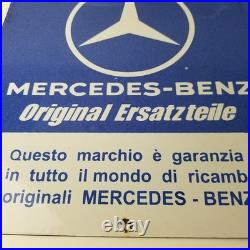 MERCEDES-BENZ
Original Ersatzteile
Questo marchio è garanzia
in tutto il mondo di ricamb
originali MERCEDES - BENZ